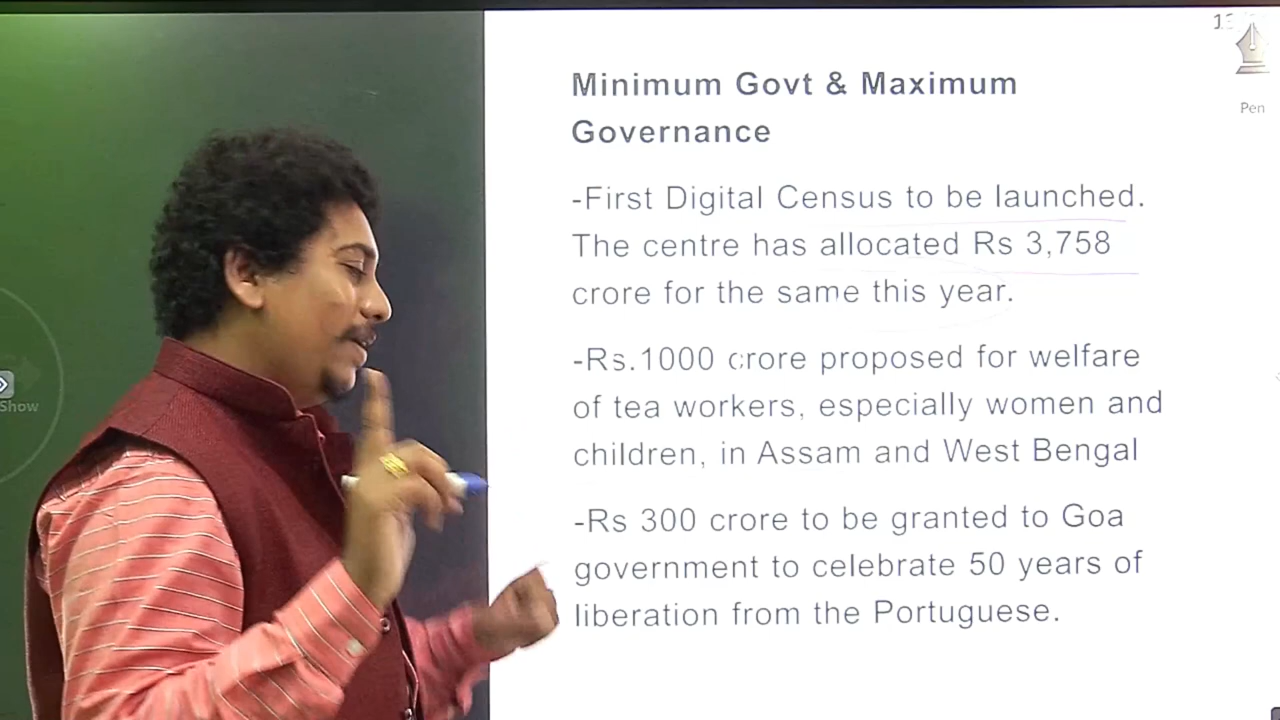 Minimum Govt & Maximum
Governance
-First Digital Census to be launched.
The centre has allocated Rs 3,758
crore for the same this year.
-Rs.1000 crore proposed for welfare
of tea workers, especially women and
children, in Assam and West Bengal
-Rs 300 crore to be granted to Goa
government to celebrate 50 years of
liberation from the Portuguese.
Pen
Show